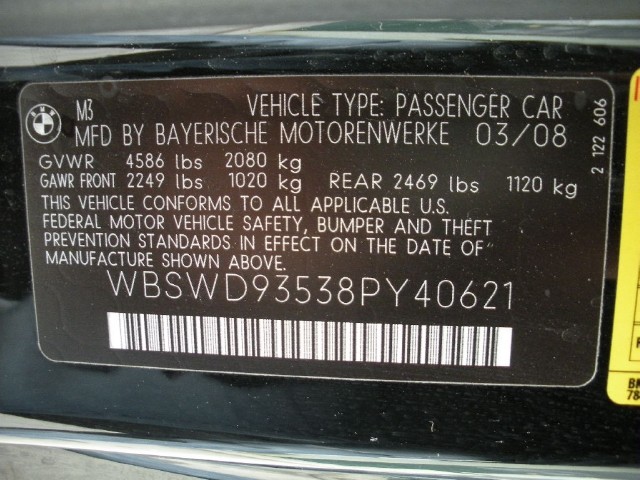 BMW
M3 VEHICLE TYPE: PASSENGER CAR
MFD BY BAYERISCHE MOTORENWERKE 03/08
GVWR 4586 lbs 2080 kg
GAWR FRONT 2249 lbs 1020 kg REAR 2469 lbs 1120 kg
THIS VEHICLE CONFORMS TO ALL APPLICABLE U.S.
FEDERAL MOTOR VEHICLE SAFETY, BUMPER AND THEFT
PREVENTION STANDARDS IN EFFECT ON THE DATE OF
MANUFACTURE SHOWN ABOVE.
WBSWD93538PY40621
2 122 606